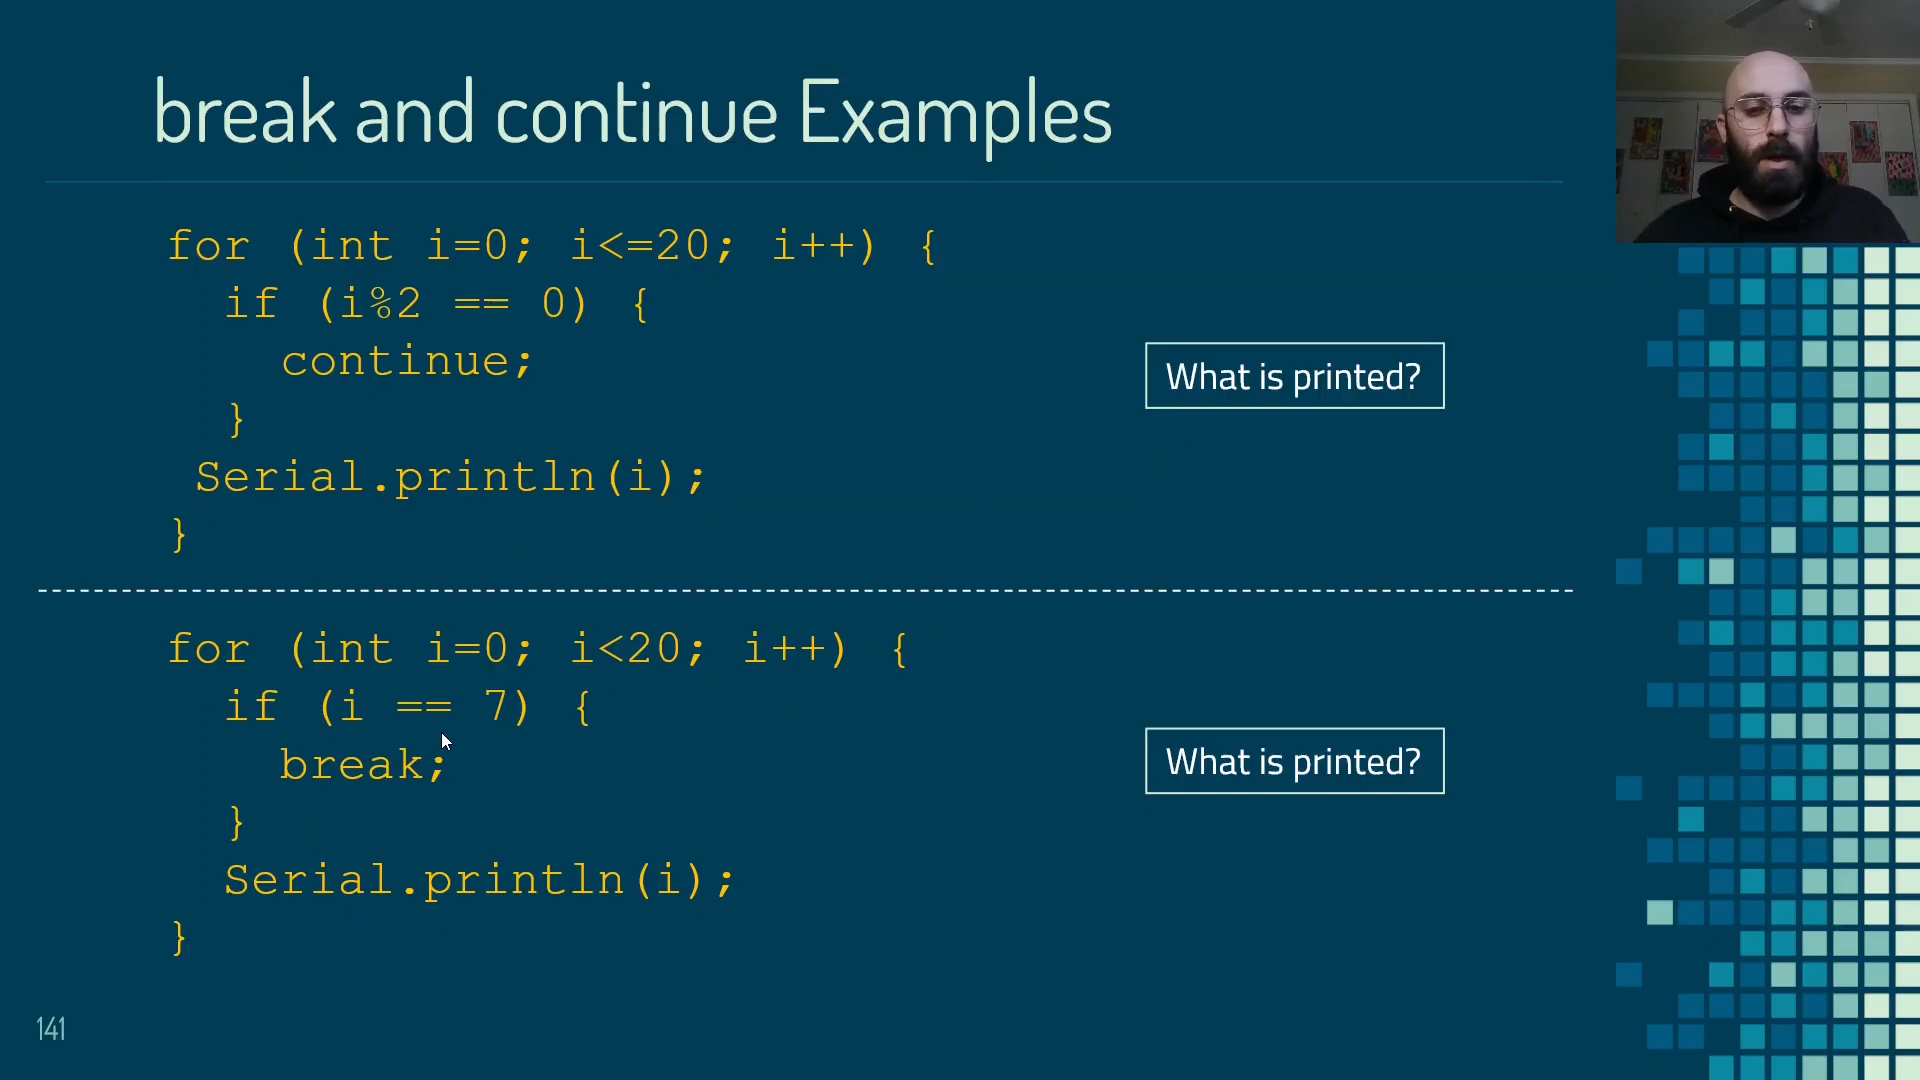 break and continue Examples
for (int i=0; i<=20; i++) {
if (i%2 == 0) {
continue;
}
Serial.println(i);
}
What is printed?
for (int i=0; i<20; i++) {
if (i == 7) {
break;
}
Serial.println(i);
}
What is printed?
141